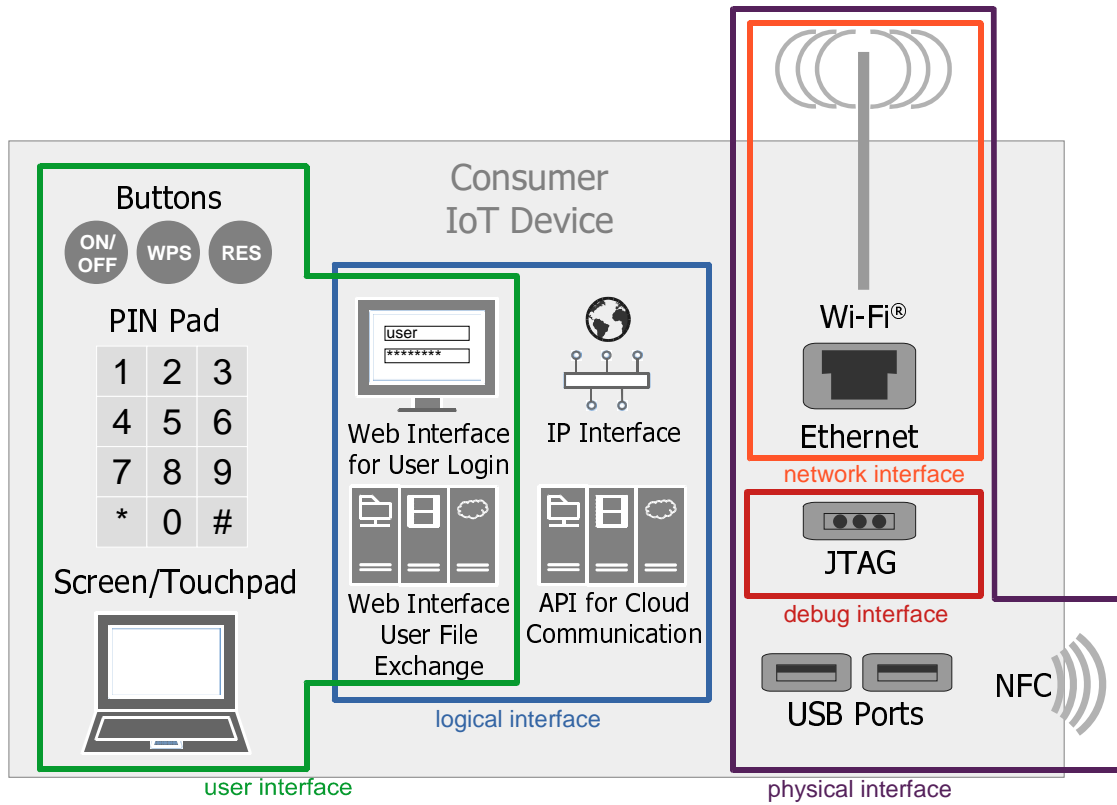 Consumer
IoT Device
Buttons
ON/
OFF
WPS
RES
PIN Pad
1 2 3
4 5 6
7 8 9
* 0 #
Screen/Touchpad
user interface
user
********
Web Interface
for User Login
IP Interface
Web Interface
User File
Exchange
API for Cloud
Communication
logical interface
Wi-Fi®
Ethernet
network interface
JTAG
debug interface
USB Ports
NFC
physical interface